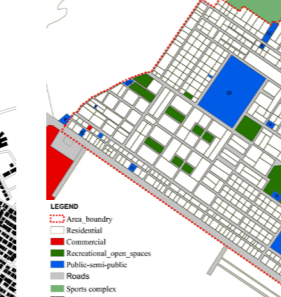 LEGEND
Area_boundry
Residential
Commercial
Recreational_open_spaces
Public-semi-public
Roads
Sports complex